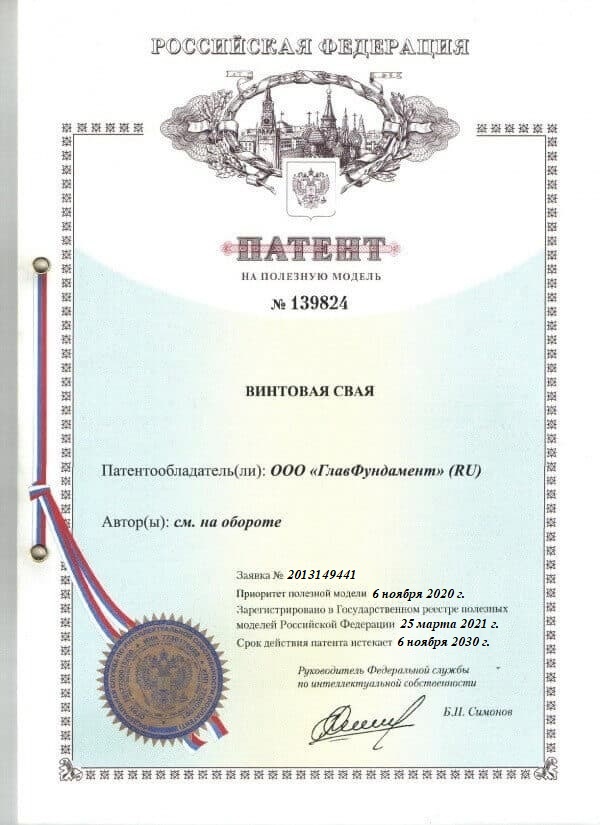 РОССИЙСКАЯ ФЕДЕРАЦИЯ
ПАТЕНТ
НА ПОЛЕЗНУЮ МОДЕЛЬ
№ 139824
ВИНТОВАЯ СВАЯ
Патентообладатель(ли): ООО «ГлавФундамент» (RU)
Автор(ы): см. на обороте
Заявка № 2013149441
Приоритет полезной модели 6 ноября 2020 г.
Зарегистрировано в Государственном реестре полезных
моделей Российской Федерации 25 марта 2021 г.
Срок действия патента истекает 6 ноября 2030 г.
Руководитель Федеральной службы
по интеллектуальной собственности
Б.П. Симонов